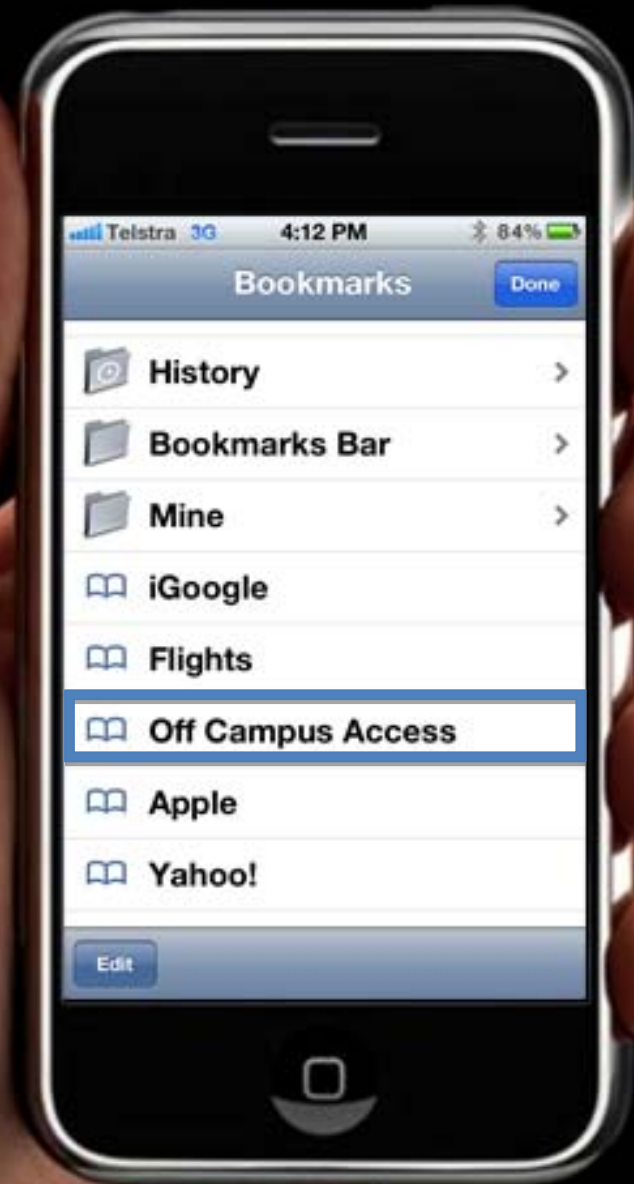 Telstra 3G 4:12 PM 84%
Bookmarks Done
History
Bookmarks Bar
Mine
iGoogle
Flights
Off Campus Access
Apple
Yahoo!
Edit